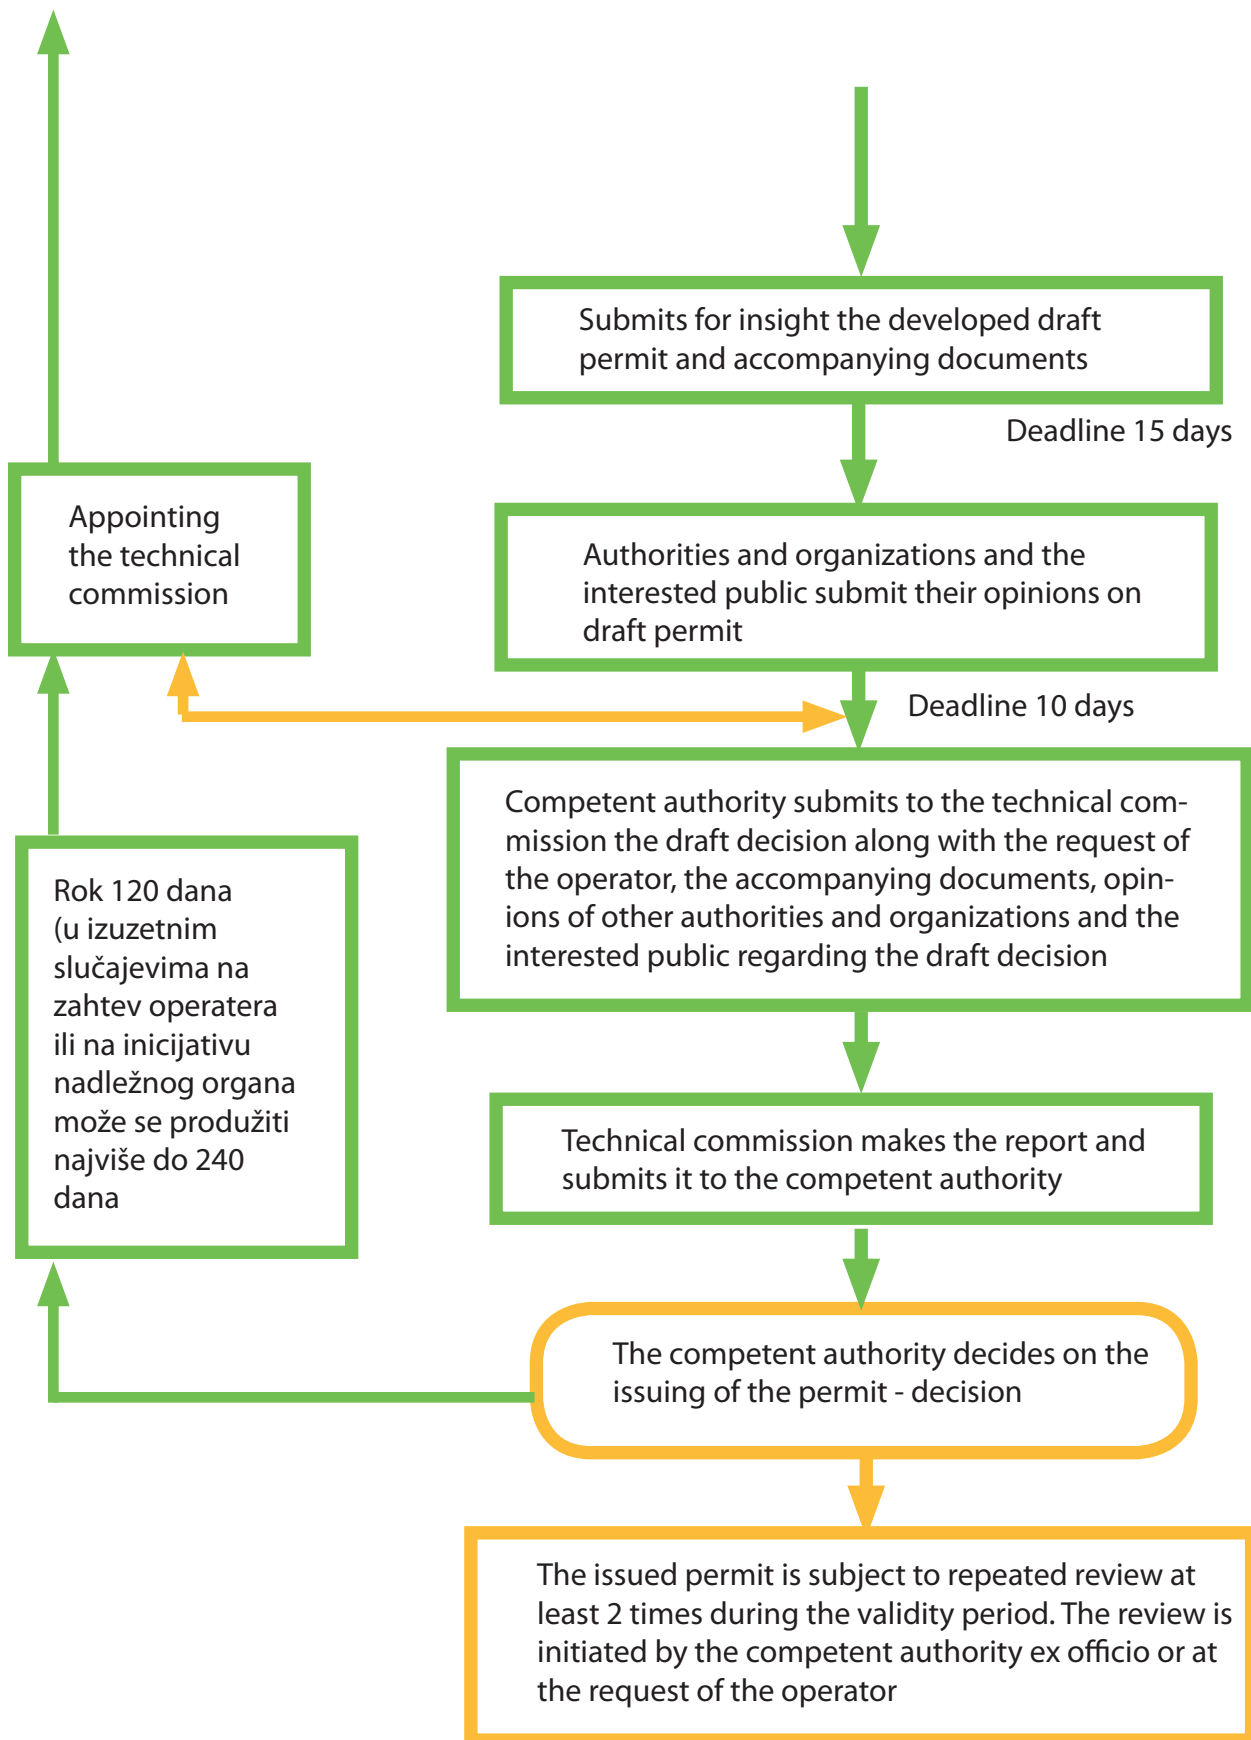 Submits for insight the developed draft
permit and accompanying documents
Deadline 15 days
Appointing
the technical
commission
Authorities and organizations and the
interested public submit their opinions on
draft permit
Deadline 10 days
Competent authority submits to the technical com-
mission the draft decision along with the request of
the operator, the accompanying documents, opin-
ions of other authorities and organizations and the
interested public regarding the draft decision
Rok 120 dana
(u izuzetnim
slučajevima na
zahtev operatera
ili na inicijativu
nadležnog organa
može se produžiti
najviše do 240
dana
Technical commission makes the report and
submits it to the competent authority
The competent authority decides on the
issuing of the permit - decision
The issued permit is subject to repeated review at
least 2 times during the validity period. The review is
initiated by the competent authority ex officio or at
the request of the operator